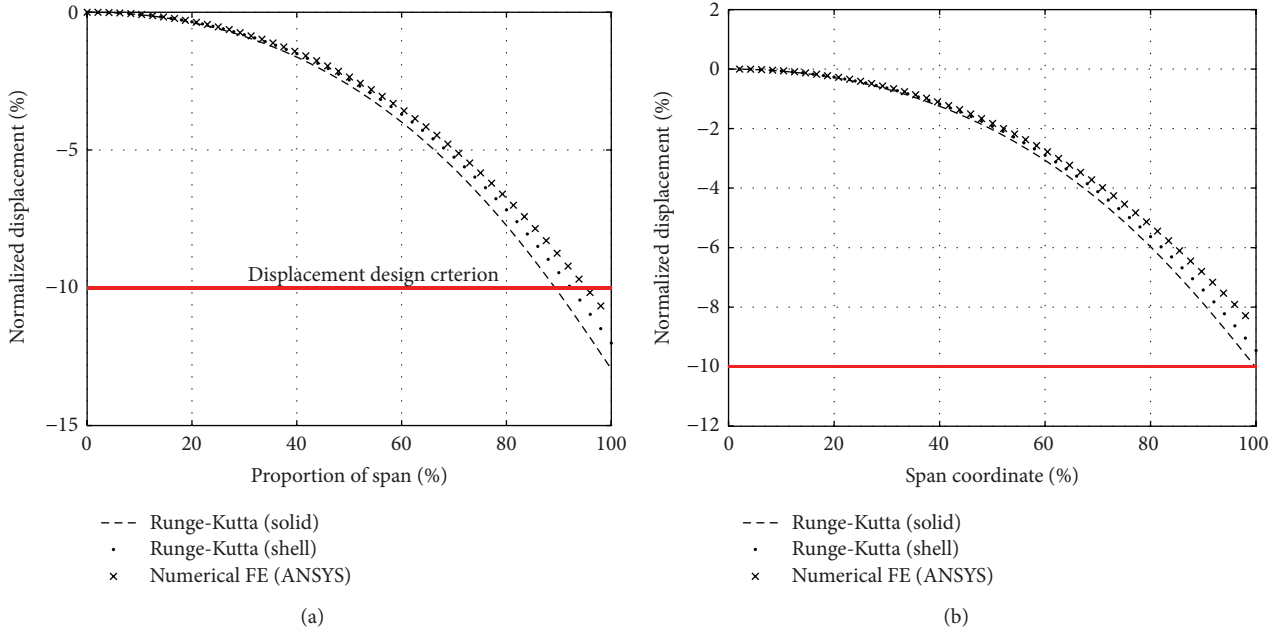 0
−5
−10
−15
Normalized displacement (%)
Displacement design crterion
0 20 40 60 80 100
Proportion of span (%)
Runge-Kutta (solid)
Runge-Kutta (shell)
Numerical FE (ANSYS)
(a)
2
0
−2
−4
−6
−8
−10
−12
Normalized displacement (%)
0 20 40 60 80 100
Span coordinate (%)
Runge-Kutta (solid)
Runge-Kutta (shell)
Numerical FE (ANSYS)
(b)